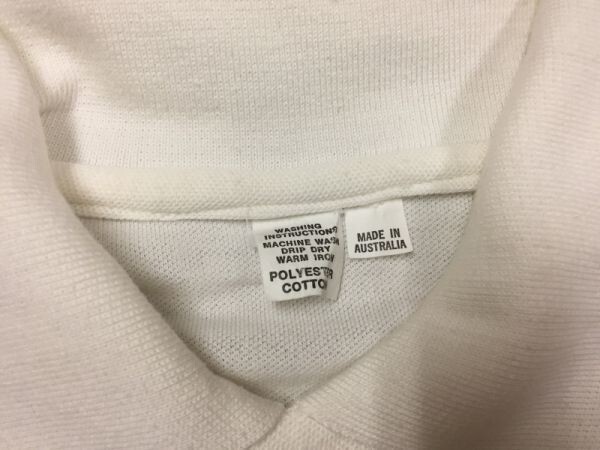 WASHING
INSTRUCTIONS
MACHINE WASH
DRIP DRY
WARM IRON
POLYESTER
COTTON
MADE IN
AUSTRALIA